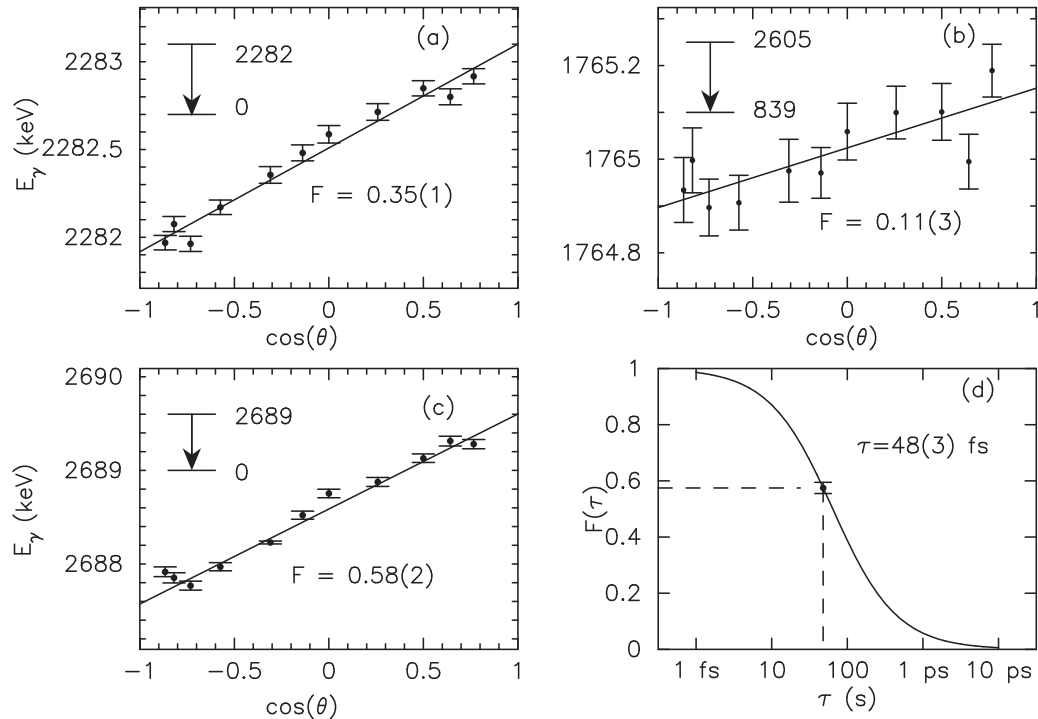 (a)
2282
0
2283
2282.5
2282
E_γ (keV)
F = 0.35(1)
−1 −0.5 0 0.5 1
cos(θ)
(b)
2605
839
1765.2
1765
1764.8
F = 0.11(3)
−1 −0.5 0 0.5 1
cos(θ)
(c)
2689
0
2690
2689
2688
E_γ (keV)
F = 0.58(2)
−1 −0.5 0 0.5 1
cos(θ)
(d)
τ=48(3) fs
1
0.8
0.6
0.4
0.2
0
F(τ)
1 fs 10 100 1 ps 10 ps
τ (s)